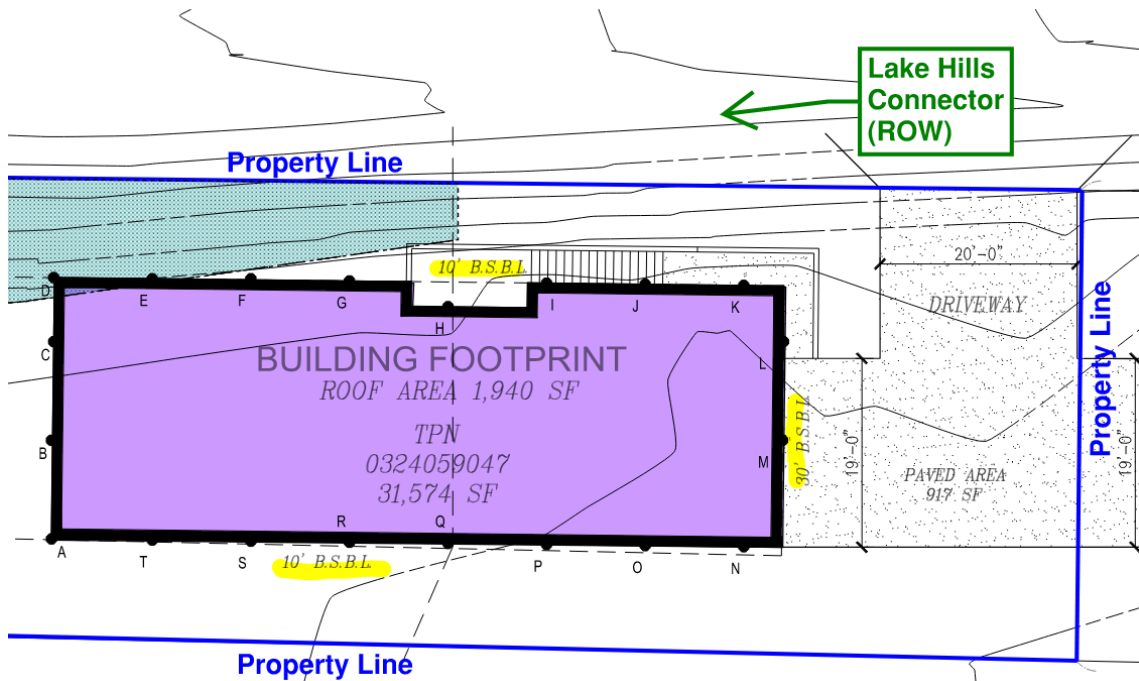 Lake Hills
Connector
(ROW)
Property Line
10' B.S.B.L.
20'-0"
DRIVEWAY
D
E
F
G
H
I
J
K
C
L
BUILDING FOOTPRINT
ROOF AREA 1,940 SF
TPN
0324059047
31,574 SF
B
M
30' B.S.B.L.
19'-0"
PAVED AREA
917 SF
19'-0"
Property Line
R
Q
A
T
S
10' B.S.B.L.
P
O
N
Property Line